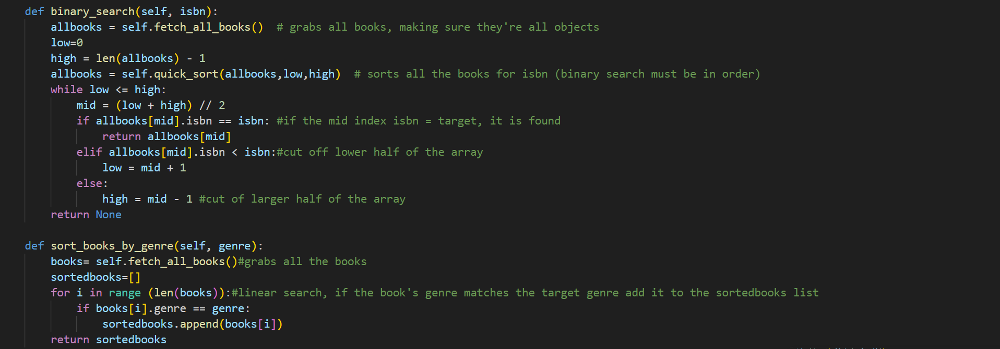 def binary_search(self, isbn):
    allbooks = self.fetch_all_books()  # grabs all books, making sure they're all objects
    low=0
    high = len(allbooks) - 1
    allbooks = self.quick_sort(allbooks,low,high)  # sorts all the books for isbn (binary search must be in order)
    while low <= high:
        mid = (low + high) // 2
        if allbooks[mid].isbn == isbn: #if the mid index isbn = target, it is found
            return allbooks[mid]
        elif allbooks[mid].isbn < isbn:#cut off lower half of the array
            low = mid + 1
        else:
            high = mid - 1 #cut of larger half of the array
    return None

def sort_books_by_genre(self, genre):
    books= self.fetch_all_books()#grabs all the books
    sortedbooks=[]
    for i in range (len(books)):#linear search, if the book's genre matches the target genre add it to the sortedbooks list
        if books[i].genre == genre:
            sortedbooks.append(books[i])
    return sortedbooks